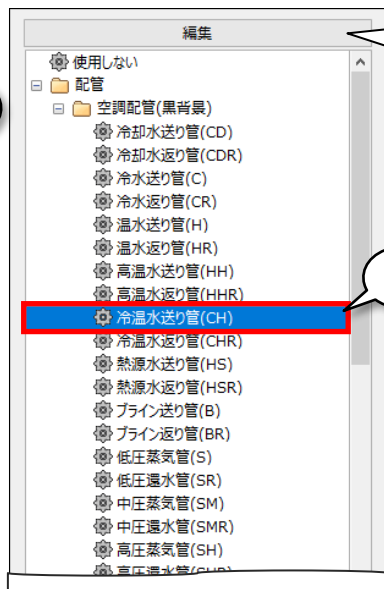 編集
使用しない
配管
空調配管(黒背景)
冷却水送り管(CD)
冷却水返り管(CDR)
冷水送り管(C)
冷水返り管(CR)
温水送り管(H)
温水返り管(HR)
高温水送り管(HH)
高温水返り管(HHR)
冷温水送り管(CH)
冷温水返り管(CHR)
熱源水送り管(HS)
熱源水返り管(HSR)
ブライン送り管(B)
ブライン返り管(BR)
低圧蒸気管(S)
低圧還水管(SR)
中圧蒸気管(SM)
中圧還水管(SMR)
高圧蒸気管(SH)
高圧還水管(SHR)